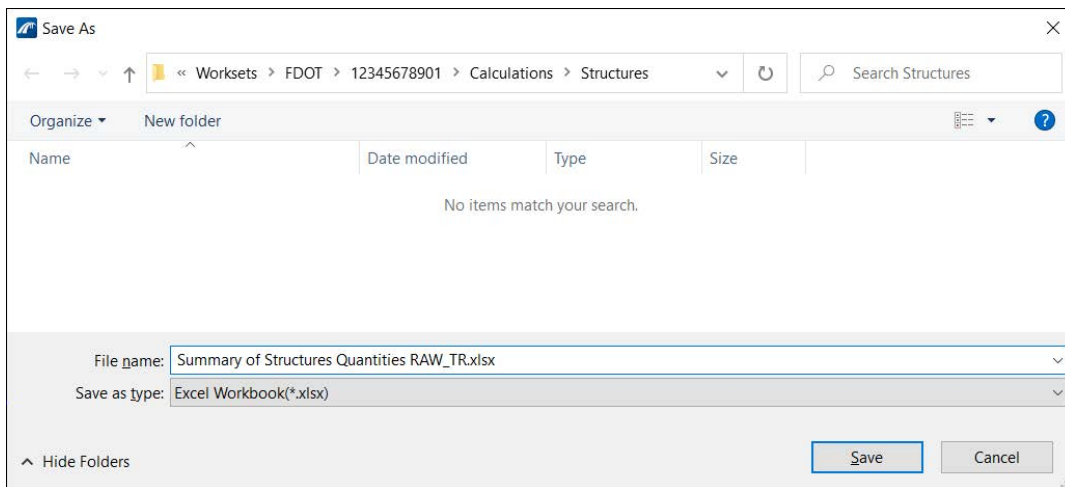 Save As
« Worksets > FDOT > 12345678901 > Calculations > Structures
Search Structures
Organize
New folder
?
Name
Date modified
Type
Size
No items match your search.
File name: Summary of Structures Quantities RAW_TR.xlsx
Save as type: Excel Workbook(*.xlsx)
Hide Folders
Save
Cancel